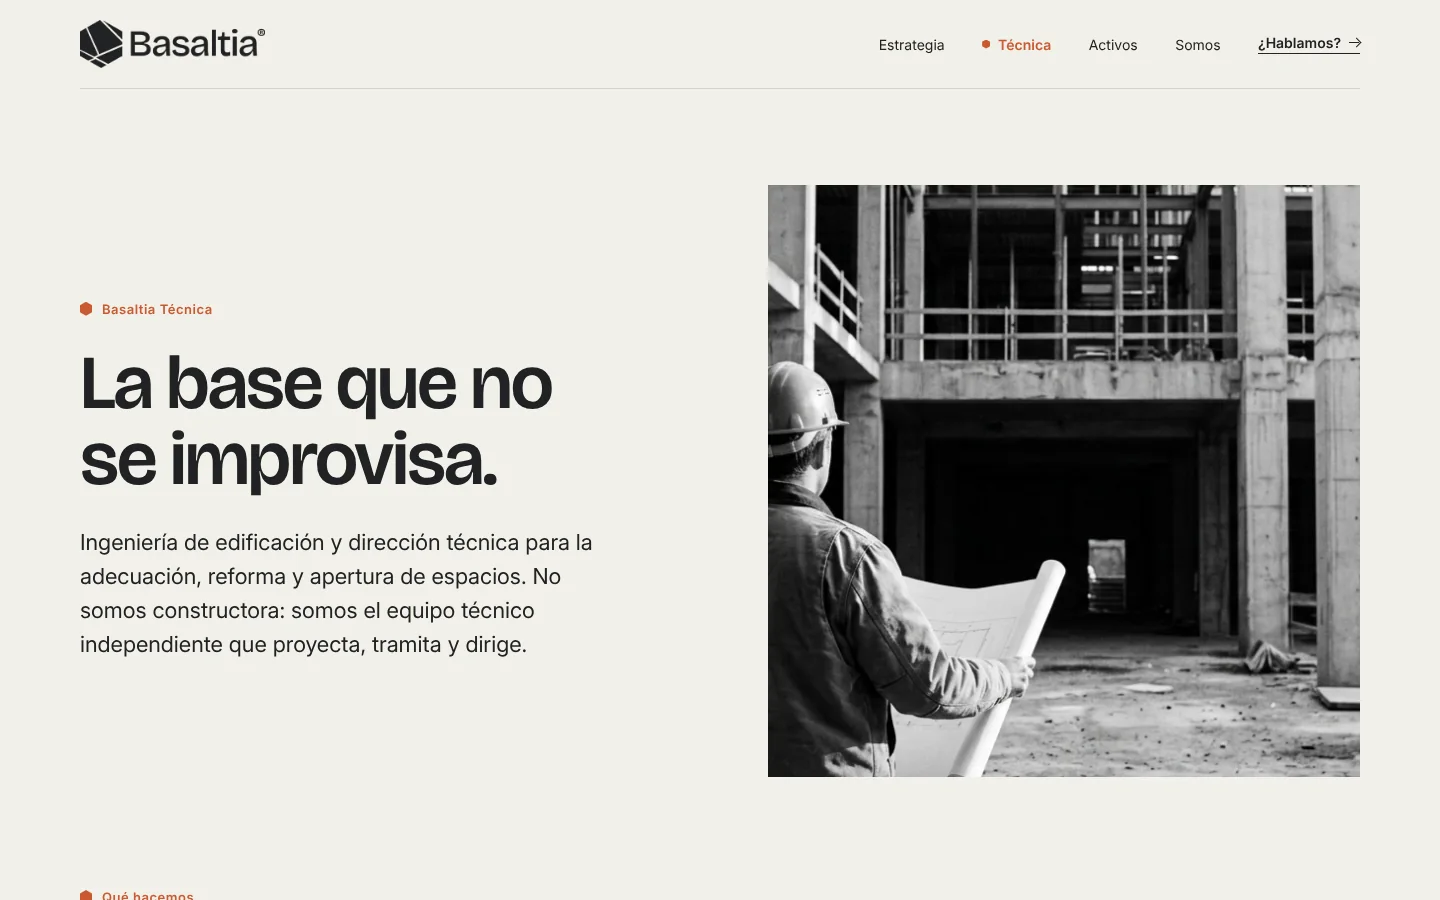 Basaltia®
Estrategia
Técnica
Activos
Somos
¿Hablamos? →
Basaltia Técnica
La base que no
se improvisa.
Ingeniería de edificación y dirección técnica para la
adecuación, reforma y apertura de espacios. No
somos constructora: somos el equipo técnico
independiente que proyecta, tramita y dirige.
Qué hacemos